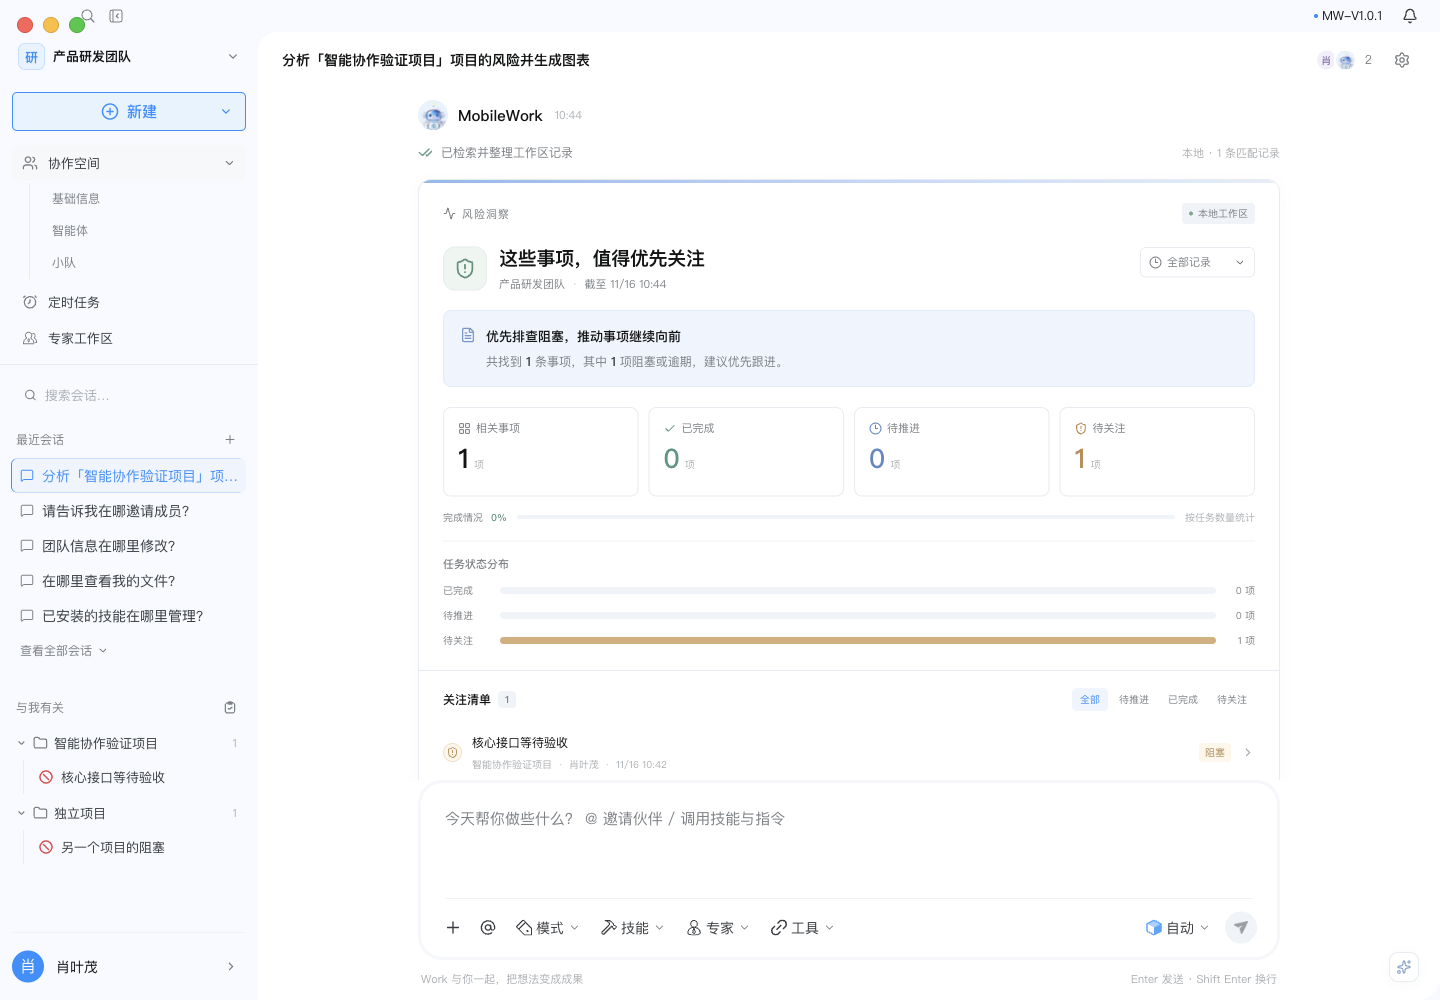 MW-V1.0.1
研 产品研发团队
新建
协作空间
基础信息
智能体
小队
定时任务
专家工作区
搜索会话...
最近会话
分析「智能协作验证项目」项...
请告诉我在哪邀请成员?
团队信息在哪里修改?
在哪里查看我的文件?
已安装的技能在哪里管理?
查看全部会话
与我有关
智能协作验证项目 1
核心接口等待验收
独立项目 1
另一个项目的阻塞
肖 肖叶茂
分析「智能协作验证项目」项目的风险并生成图表
肖 2
MobileWork 10:44
已检索并整理工作区记录
本地 · 1 条匹配记录
风险洞察
本地工作区
这些事项，值得优先关注
产品研发团队 · 截至 11/16 10:44
全部记录
优先排查阻塞，推动事项继续向前
共找到 1 条事项，其中 1 项阻塞或逾期，建议优先跟进。
相关事项
1 项
已完成
0 项
待推进
0 项
待关注
1 项
完成情况 0% 按任务数量统计
任务状态分布
已完成 0 项
待推进 0 项
待关注 1 项
关注清单 1
全部 待推进 已完成 待关注
核心接口等待验收
智能协作验证项目 · 肖叶茂 · 11/16 10:42
阻塞
今天帮你做些什么? @ 邀请伙伴 / 调用技能与指令
模式 技能 专家 工具 自动
Work 与你一起，把想法变成成果
Enter 发送 · Shift Enter 换行